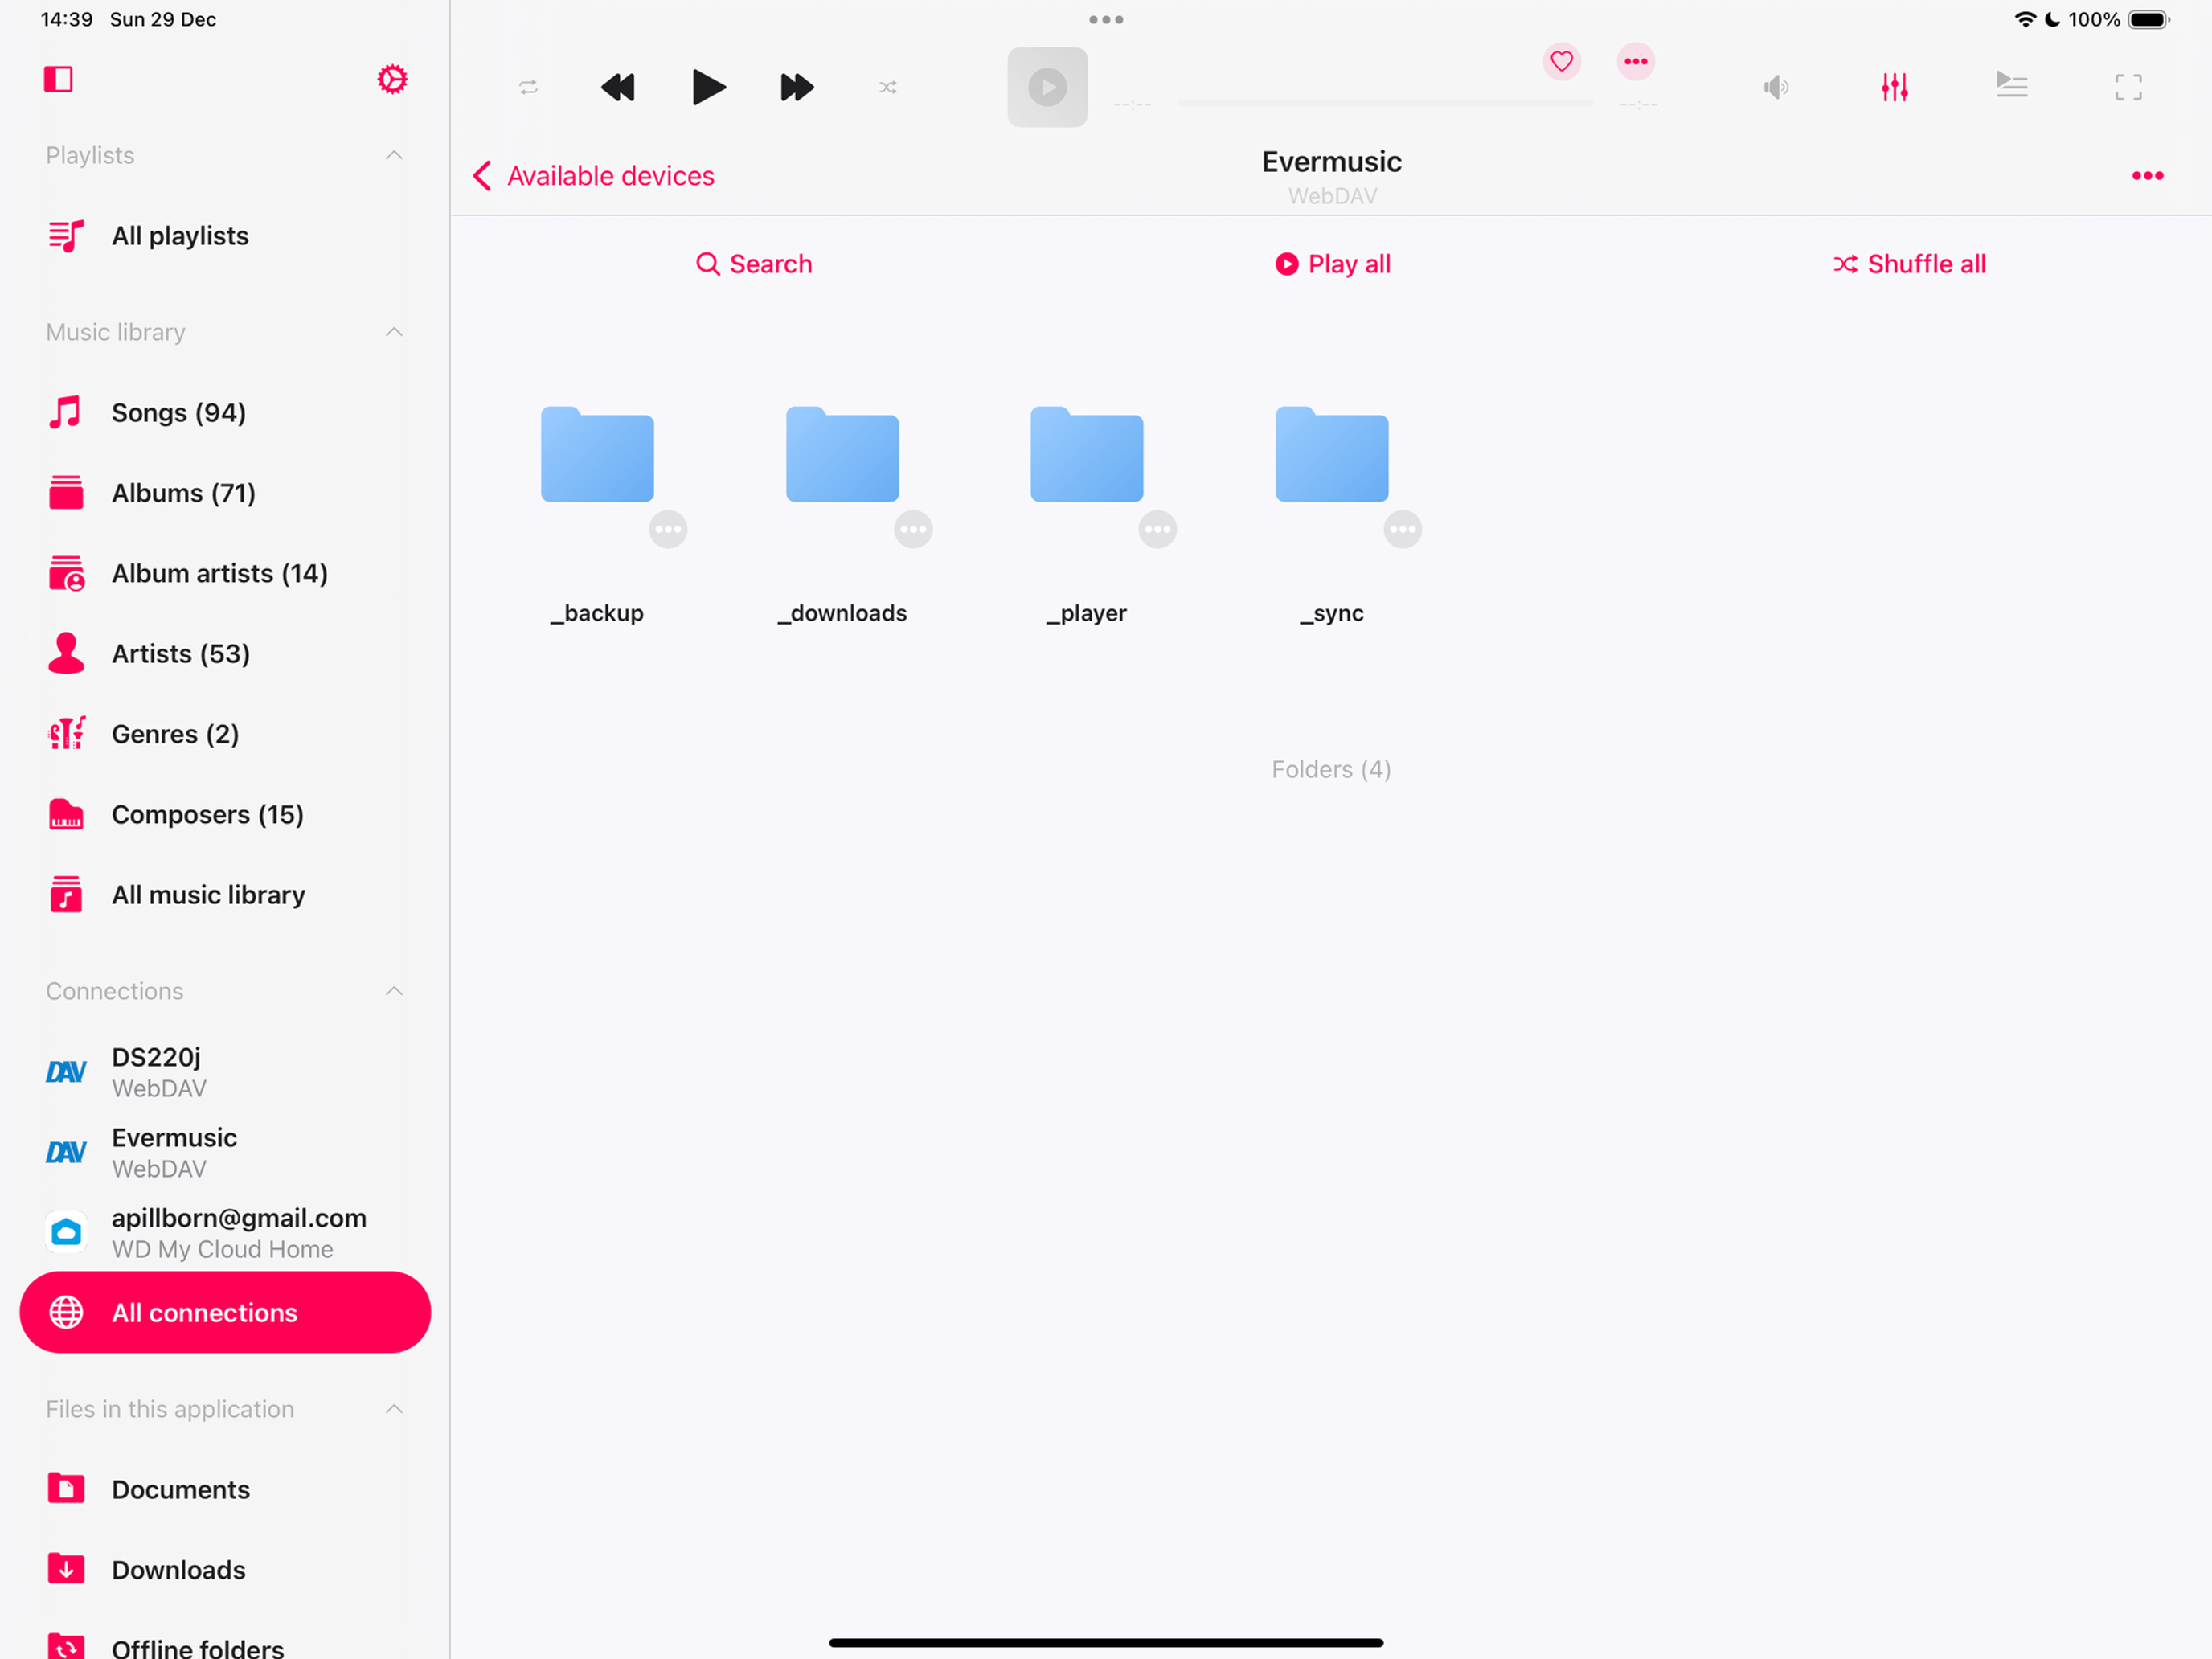 14:39 Sun 29 Dec
100%
Playlists
All playlists
Music library
Songs (94)
Albums (71)
Album artists (14)
Artists (53)
Genres (2)
Composers (15)
All music library
Connections
DAV
DS220j
WebDAV
DAV
Evermusic
WebDAV
apillborn@gmail.com
WD My Cloud Home
All connections
Files in this application
Documents
Downloads
Offline folders
--:--
--:--
Available devices
Evermusic
WebDAV
Search
Play all
Shuffle all
_backup
_downloads
_player
_sync
Folders (4)